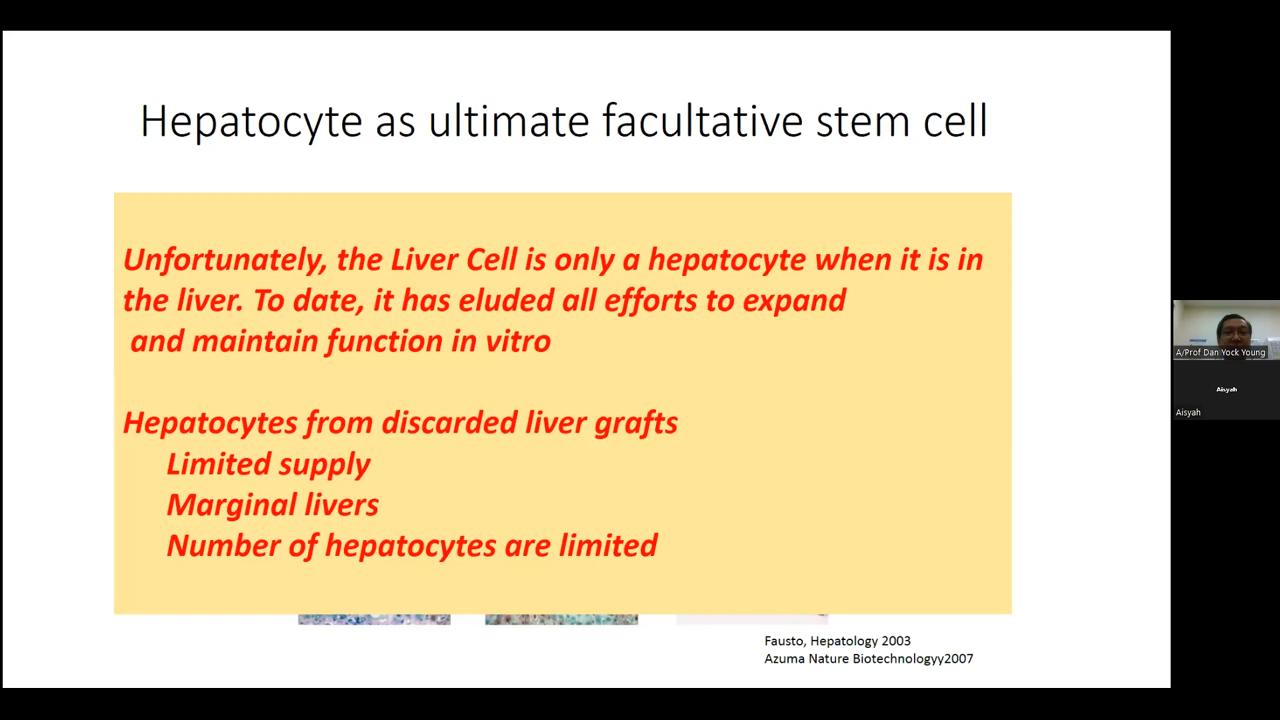 Hepatocyte as ultimate facultative stem cell
Unfortunately, the Liver Cell is only a hepatocyte when it is in
the liver. To date, it has eluded all efforts to expand
and maintain function in vitro
Hepatocytes from discarded liver grafts
Limited supply
Marginal livers
Number of hepatocytes are limited
Fausto, Hepatology 2003
Azuma Nature Biotechnologyy2007
A/Prof Dan Yock Young
Aisyah
Aisyah